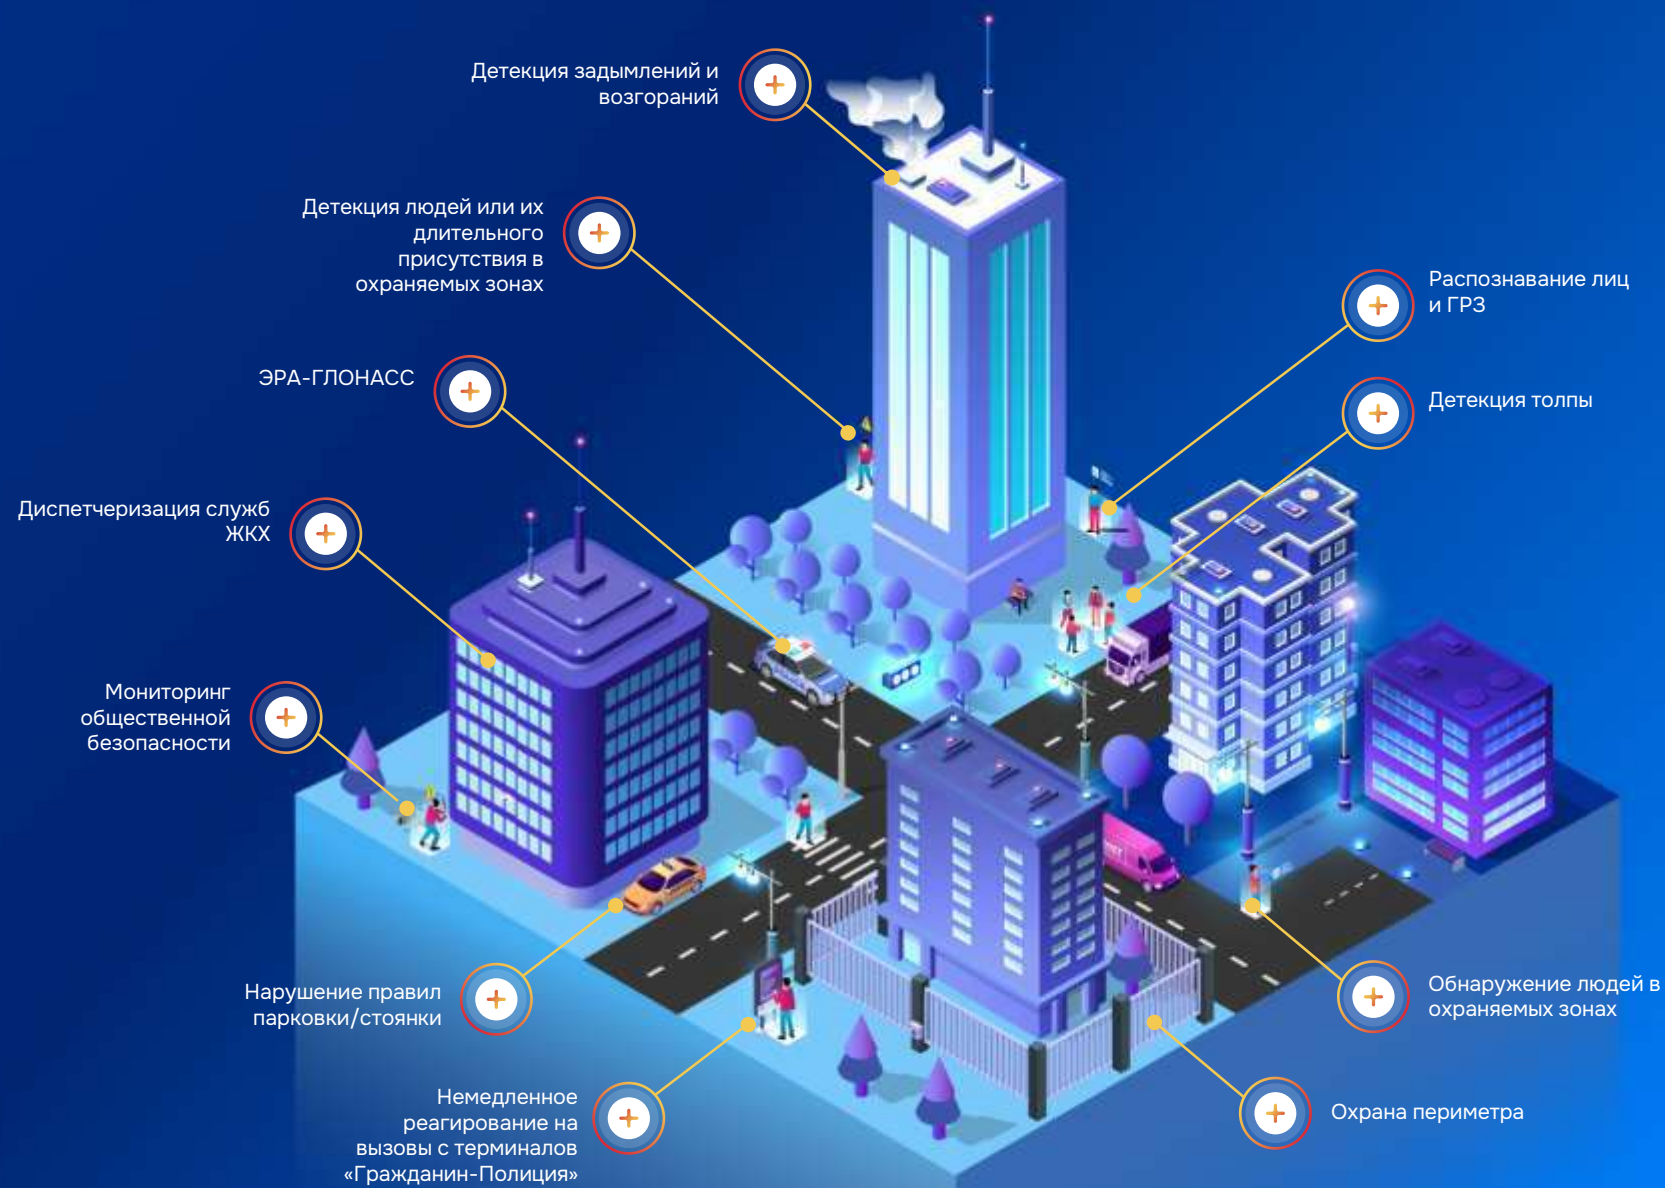 Детекция задымлений и
возгораний
Детекция людей или их
длительного
присутствия в
охраняемых зонах
ЭРА-ГЛОНАСС
Диспетчеризация служб
ЖКХ
Мониторинг
общественной
безопасности
Нарушение правил
парковки/стоянки
Немедленное
реагирование на
вызовы с терминалов
«Гражданин-Полиция»
Распознавание лиц
и ГРЗ
Детекция толпы
Обнаружение людей в
охраняемых зонах
Охрана периметра